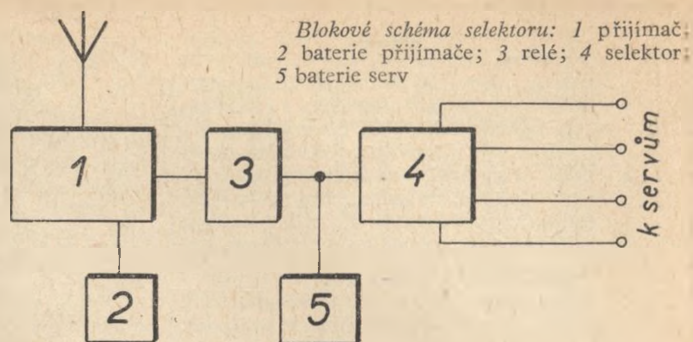 Blokové schéma selektoru: 1 přijímač;
2 baterie přijímače; 3 relé; 4 selektor;
5 baterie serv
1
3
4
k servům
2
5